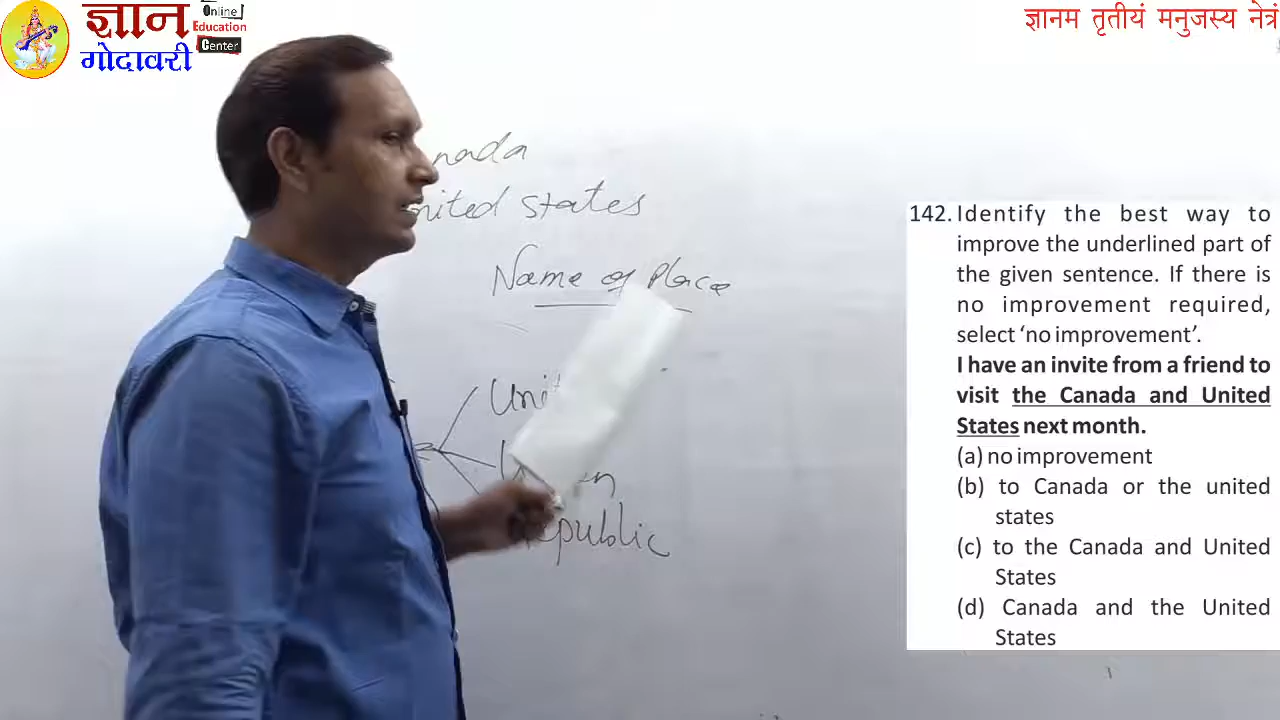 ज्ञान
Online
Education
Center
गोदावरी
ज्ञानम तृतीयं मनुजस्य नेत्रं
nada
nited states
Name of Place
Uni
en
epublic
142. Identify the best way to
improve the underlined part of
the given sentence. If there is
no improvement required,
select ‘no improvement’.
I have an invite from a friend to
visit the Canada and United
States next month.
(a) no improvement
(b) to Canada or the united
states
(c) to the Canada and United
States
(d) Canada and the United
States